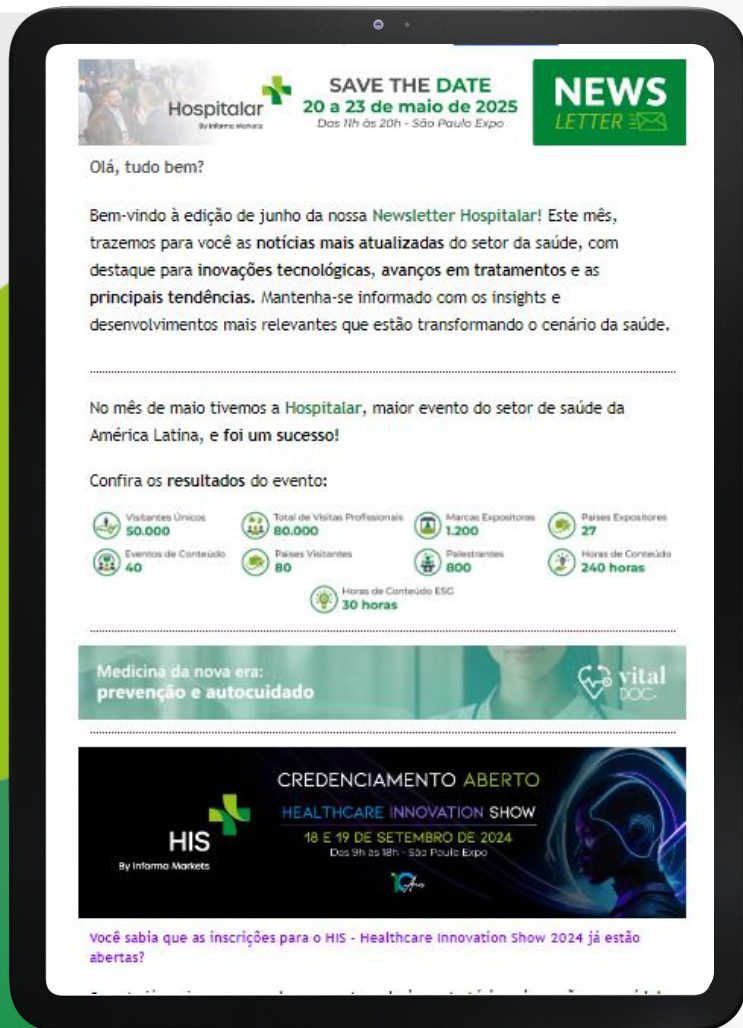 Hospitalar
By Informa Markets
SAVE THE DATE
20 a 23 de maio de 2025
Das 11h às 20h - São Paulo Expo
NEWS
LETTER
Olá, tudo bem?
Bem-vindo à edição de junho da nossa Newsletter Hospitalar! Este mês,
trazemos para você as notícias mais atualizadas do setor da saúde, com
destaque para inovações tecnológicas, avanços em tratamentos e as
principais tendências. Mantenha-se informado com os insights e
desenvolvimentos mais relevantes que estão transformando o cenário da saúde.
No mês de maio tivemos a Hospitalar, maior evento do setor de saúde da
América Latina, e foi um sucesso!
Confira os resultados do evento:
Visitantes Únicos
50.000
Total de Visitas Profissionais
80.000
Marcas Expositoras
1.200
Países Expositores
27
Eventos de Conteúdo
40
Países Visitantes
80
Palestrantes
800
Horas de Conteúdo
240 horas
Horas de Conteúdo ESG
30 horas
Medicina da nova era:
prevenção e autocuidado
vital
DOC
HIS
By Informa Markets
CREDENCIAMENTO ABERTO
HEALTHCARE INNOVATION SHOW
18 E 19 DE SETEMBRO DE 2024
Das 9h às 18h - São Paulo Expo
10 Anos
Você sabia que as inscrições para o HIS - Healthcare Innovation Show 2024 já estão
abertas?